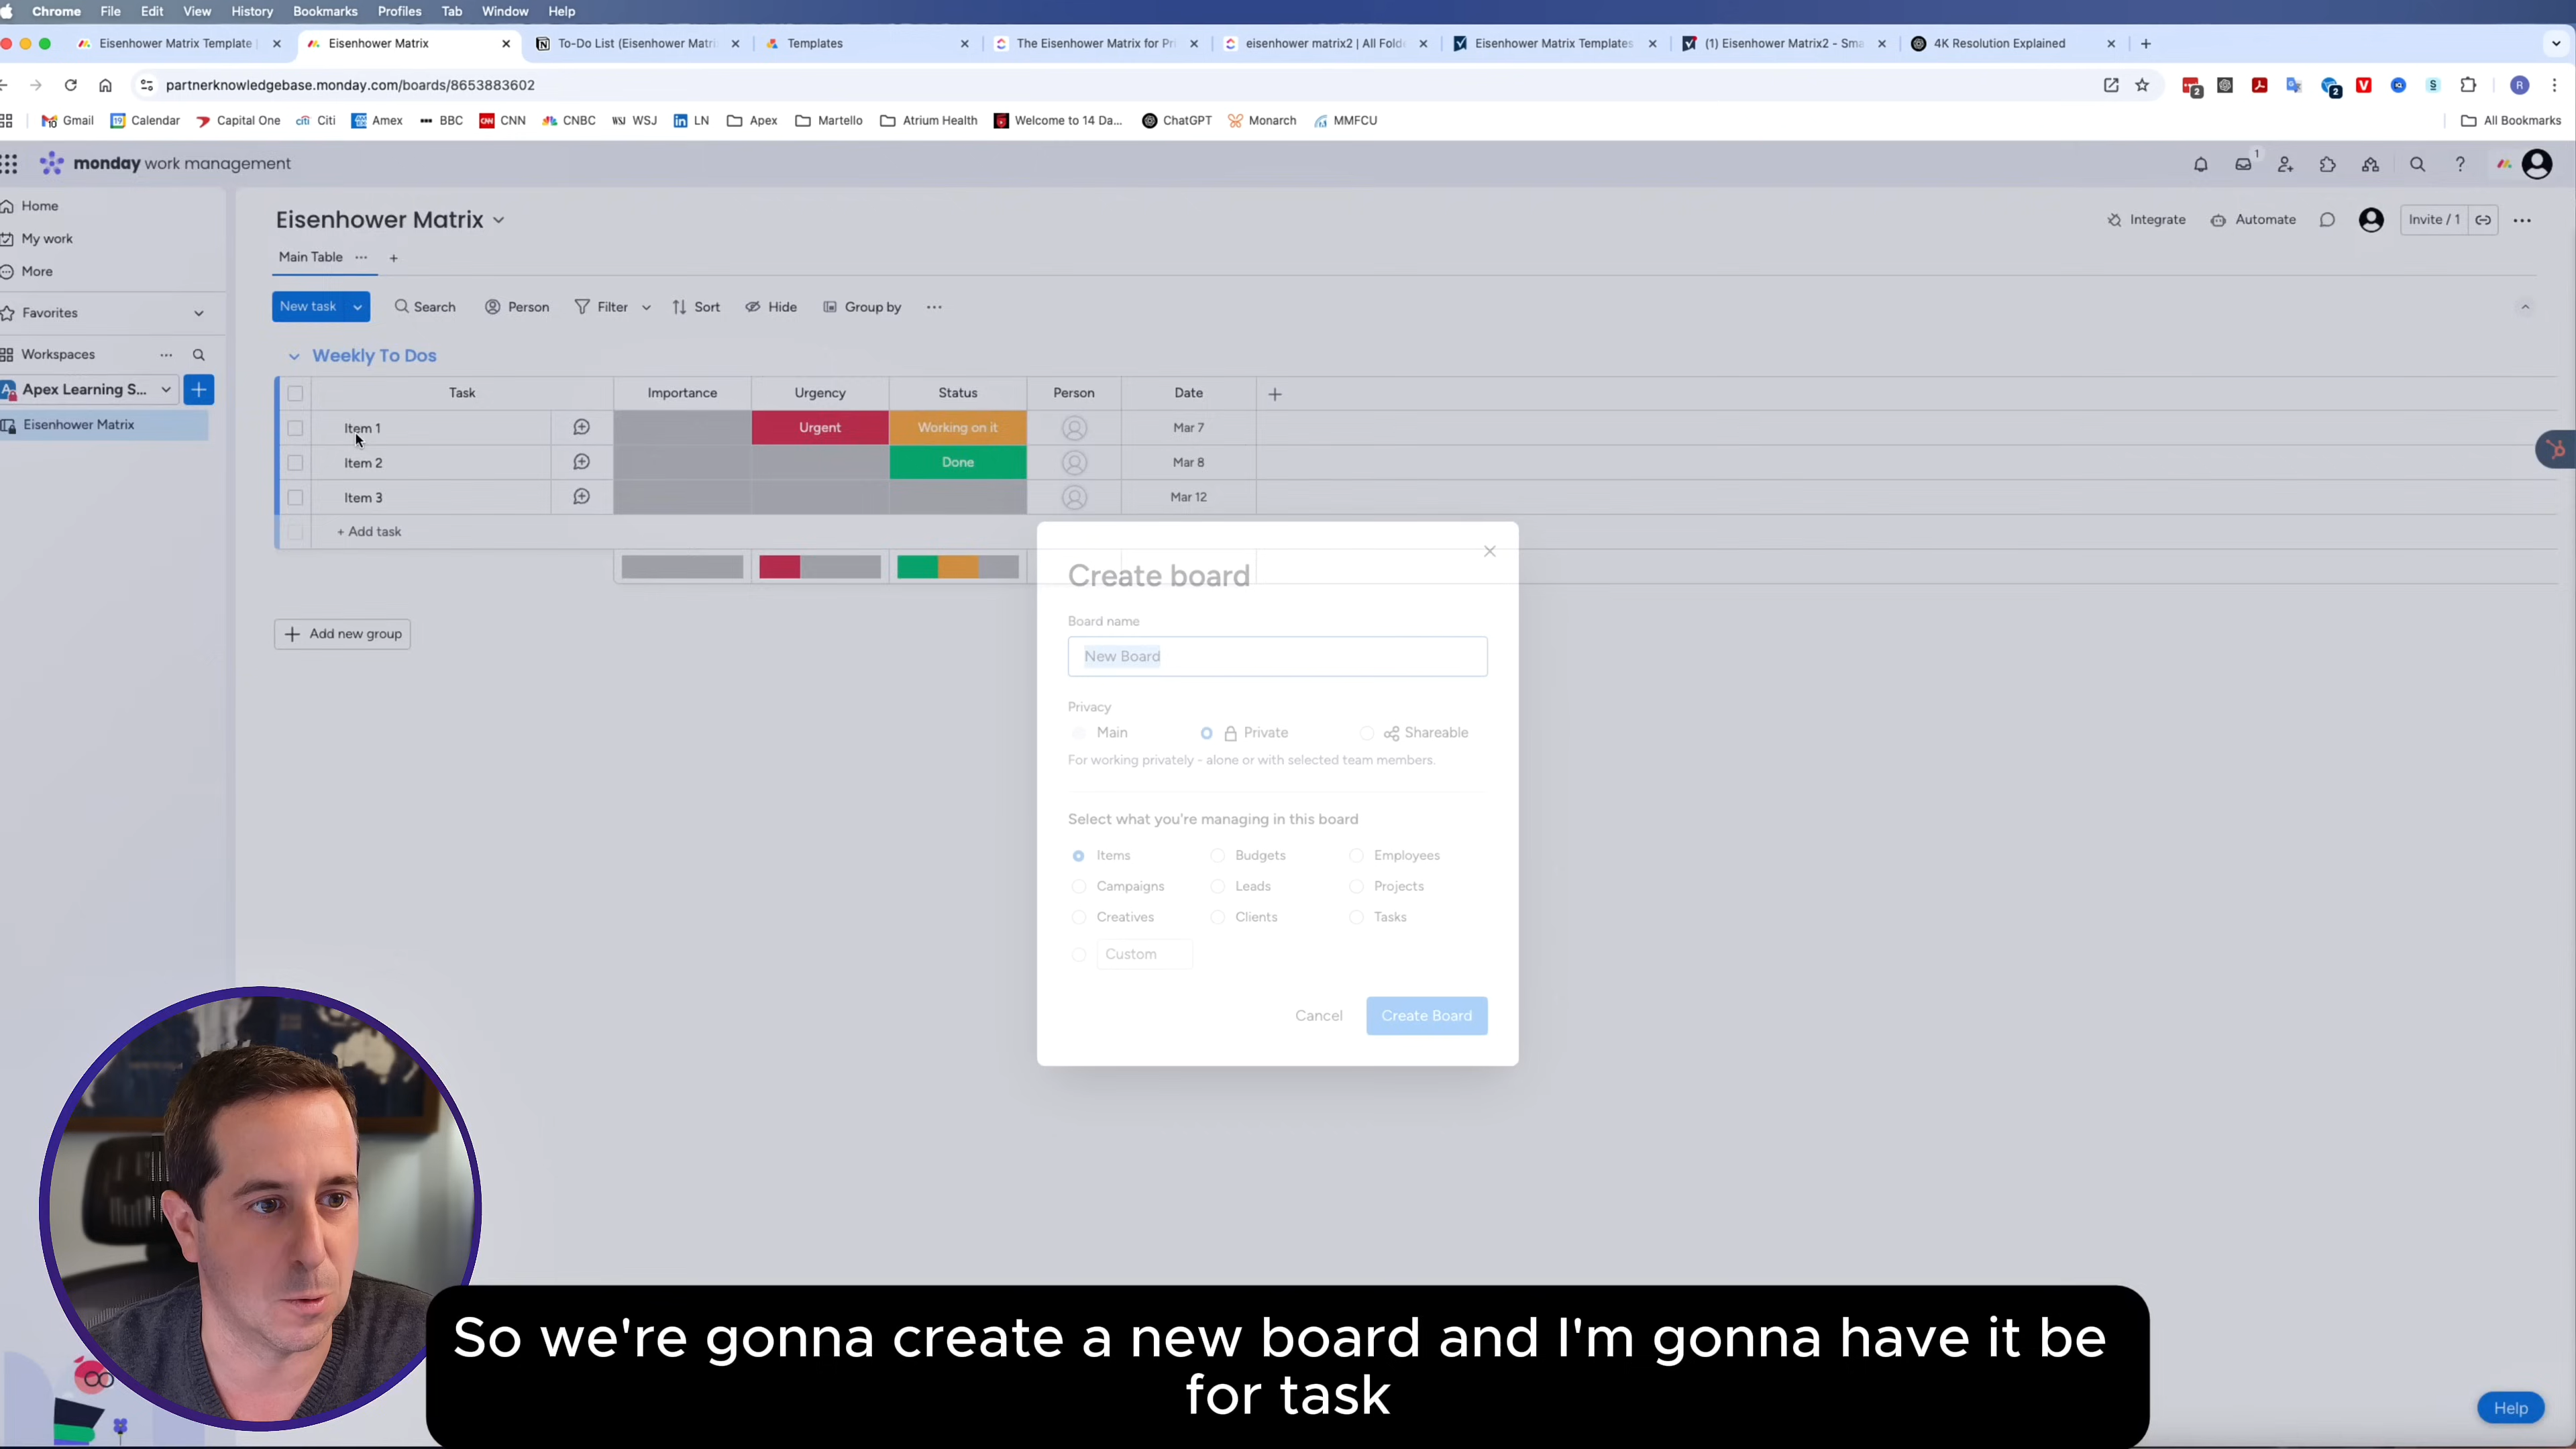 Chrome File Edit View History Bookmarks Profiles Tab Window Help
Eisenhower Matrix Template
Eisenhower Matrix
To-Do List (Eisenhower Matri
Templates
The Eisenhower Matrix for Pri
eisenhower matrix2 | All Fold
Eisenhower Matrix Templates
(1) Eisenhower Matrix2 - Sma
4K Resolution Explained
partnerknowledgebase.monday.com/boards/8653883602
Gmail Calendar Capital One Citi Amex BBC CNN CNBC WSJ LN Apex Martello Atrium Health Welcome to 14 Da... ChatGPT Monarch MMFCU All Bookmarks
monday work management
1
Home
My work
More
Favorites
Workspaces
Apex Learning S...
Eisenhower Matrix
Eisenhower Matrix
Integrate Automate Invite / 1
Main Table
New task Search Person Filter Sort Hide Group by
Weekly To Dos
Task Importance Urgency Status Person Date
Item 1 Urgent Working on it Mar 7
Item 2 Done Mar 8
Item 3 Mar 12
+ Add task
Add new group
Create board
Board name
New Board
Privacy
Main Private Shareable
For working privately - alone or with selected team members.
Select what you're managing in this board
Items Budgets Employees
Campaigns Leads Projects
Creatives Clients Tasks
Custom
Cancel Create Board
So we're gonna create a new board and I'm gonna have it be
for task
Help